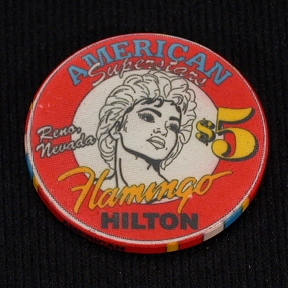 AMERICAN
Superstars
Reno,
Nevada
$5
Flamingo
HILTON